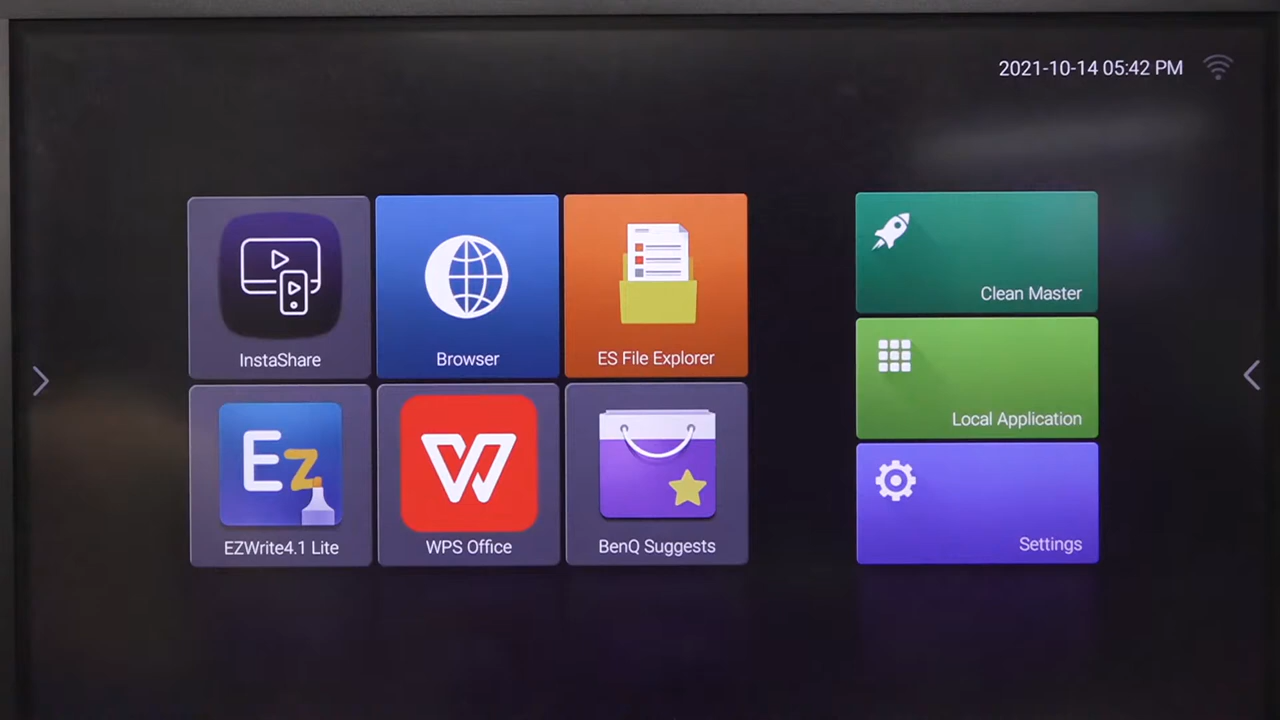 2021-10-14 05:42 PM
InstaShare
Browser
ES File Explorer
Clean Master
Local Application
Ez
EZWrite4.1 Lite
WPS Office
BenQ Suggests
Settings